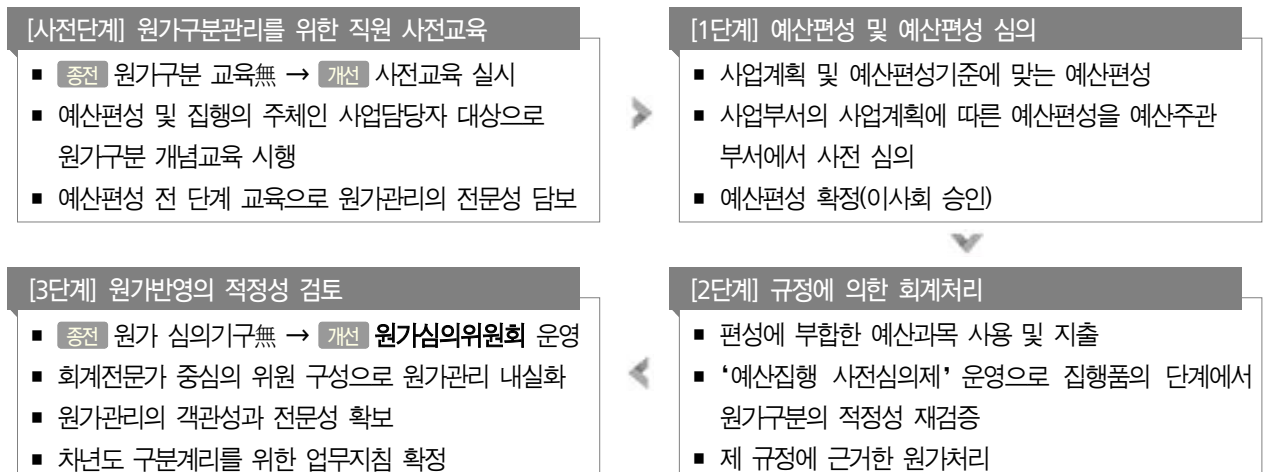 [사전단계] 원가구분관리를 위한 직원 사전교육
▪ 종전 원가구분 교육無 → 개선 사전교육 실시
▪ 예산편성 및 집행의 주체인 사업담당자 대상으로
원가구분 개념교육 시행
▪ 예산편성 전 단계 교육으로 원가관리의 전문성 담보
[1단계] 예산편성 및 예산편성 심의
▪ 사업계획 및 예산편성기준에 맞는 예산편성
▪ 사업부서의 사업계획에 따른 예산편성을 예산주관
부서에서 사전 심의
▪ 예산편성 확정(이사회 승인)
[2단계] 규정에 의한 회계처리
▪ 편성에 부합한 예산과목 사용 및 지출
▪ ‘예산집행 사전심의제’ 운영으로 집행품의 단계에서
원가구분의 적정성 재검증
▪ 제 규정에 근거한 원가처리
[3단계] 원가반영의 적정성 검토
▪ 종전 원가 심의기구無 → 개선 원가심의위원회 운영
▪ 회계전문가 중심의 위원 구성으로 원가관리 내실화
▪ 원가관리의 객관성과 전문성 확보
▪ 차년도 구분계리를 위한 업무지침 확정